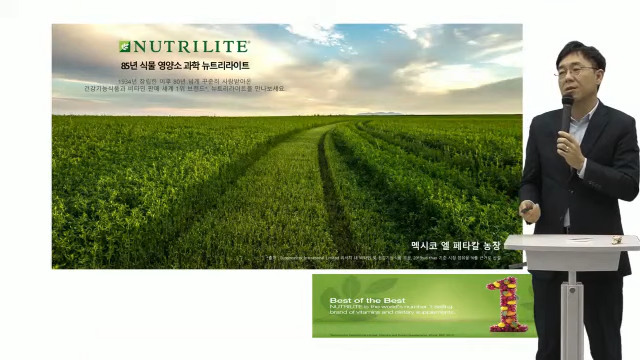 NUTRILITE
85년 식물 영양소 과학 뉴트리라이트
1934년 창립한 이후 80년 넘게 꾸준히 사랑받아온
건강기능식품과 비타민 판매 세계 1위 브랜드*, 뉴트리라이트를 만나보세요.
멕시코 엘 페타칼 농장
Best of the Best
NUTRILITE is the world's number 1 selling
brand of vitamins and dietary supplements.
1